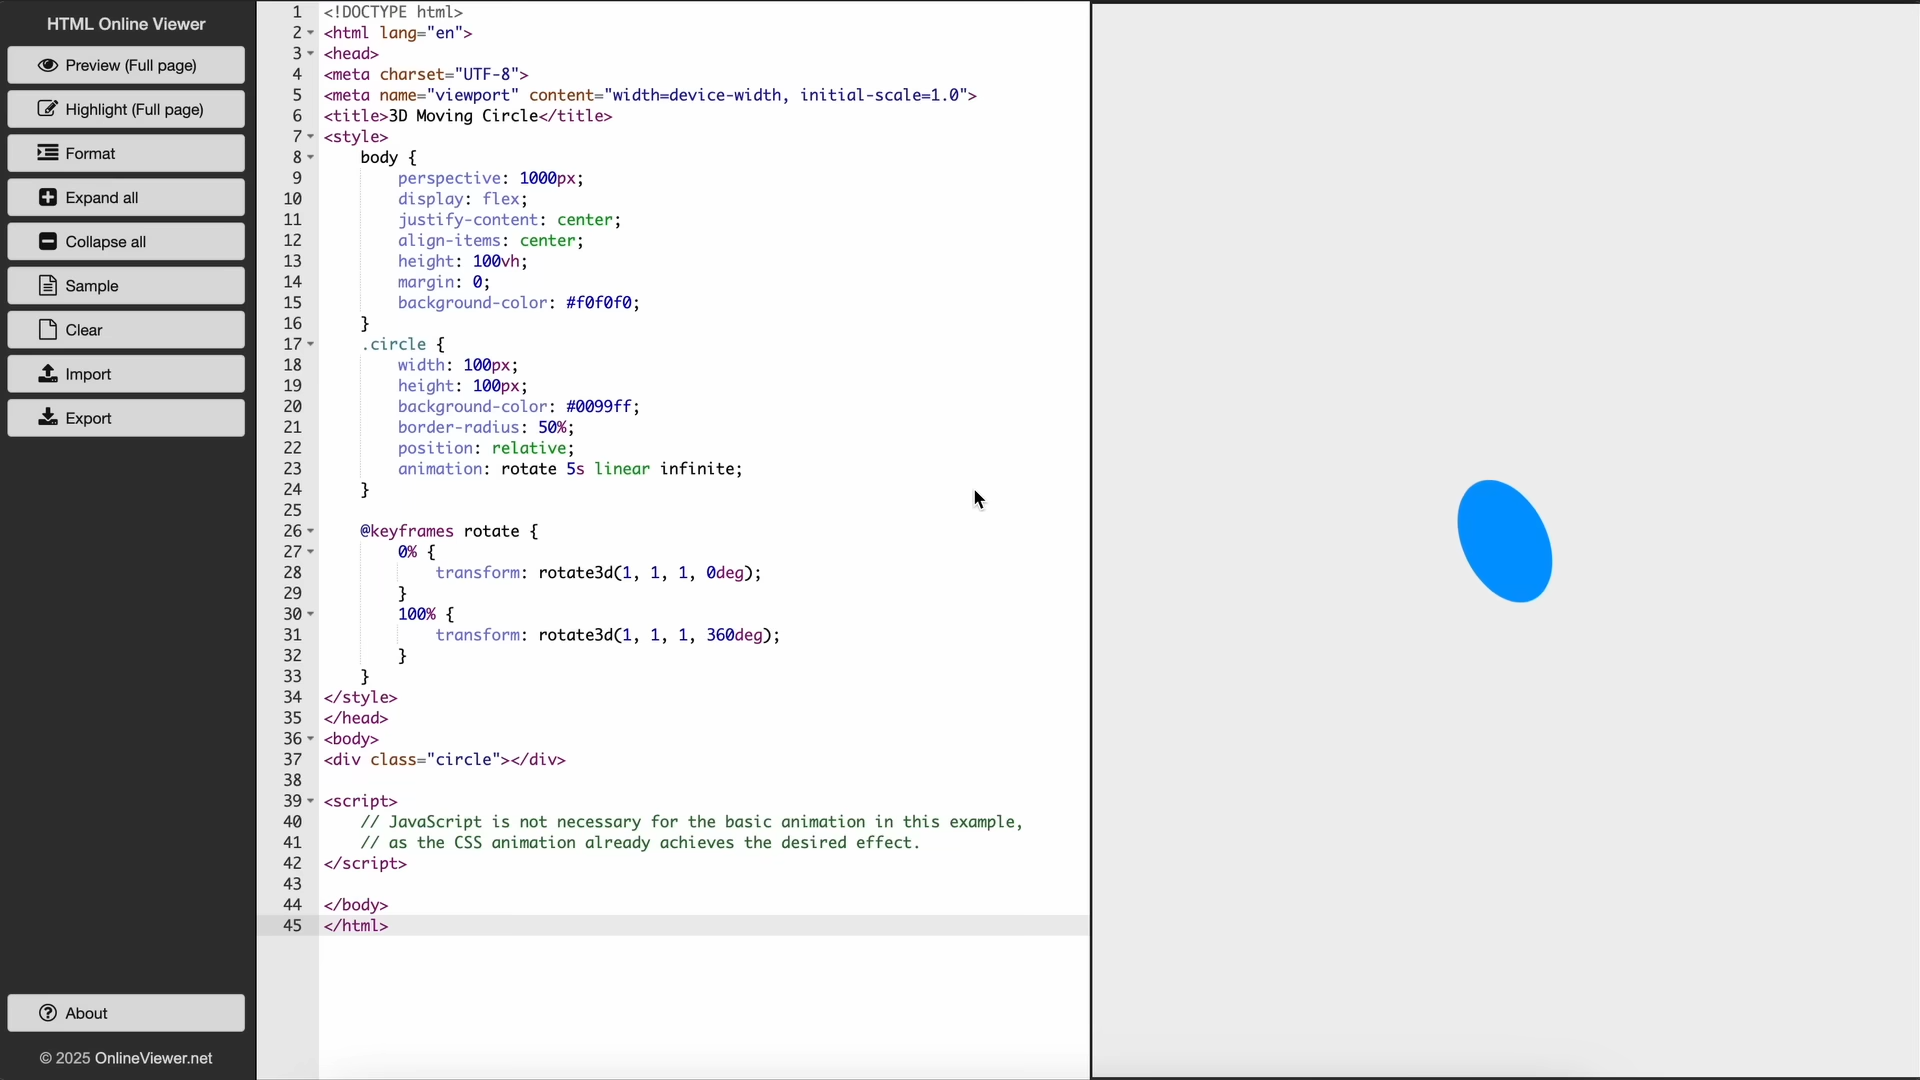 HTML Online Viewer
Preview (Full page)
Highlight (Full page)
Format
Expand all
Collapse all
Sample
Clear
Import
Export
About
© 2025 OnlineViewer.net
1 <!DOCTYPE html>
2 <html lang="en">
3 <head>
4 <meta charset="UTF-8">
5 <meta name="viewport" content="width=device-width, initial-scale=1.0">
6 <title>3D Moving Circle</title>
7 <style>
8     body {
9         perspective: 1000px;
10         display: flex;
11         justify-content: center;
12         align-items: center;
13         height: 100vh;
14         margin: 0;
15         background-color: #f0f0f0;
16     }
17     .circle {
18         width: 100px;
19         height: 100px;
20         background-color: #0099ff;
21         border-radius: 50%;
22         position: relative;
23         animation: rotate 5s linear infinite;
24     }
25
26     @keyframes rotate {
27         0% {
28             transform: rotate3d(1, 1, 1, 0deg);
29         }
30         100% {
31             transform: rotate3d(1, 1, 1, 360deg);
32         }
33     }
34 </style>
35 </head>
36 <body>
37 <div class="circle"></div>
38
39 <script>
40     // JavaScript is not necessary for the basic animation in this example,
41     // as the CSS animation already achieves the desired effect.
42 </script>
43
44 </body>
45 </html>